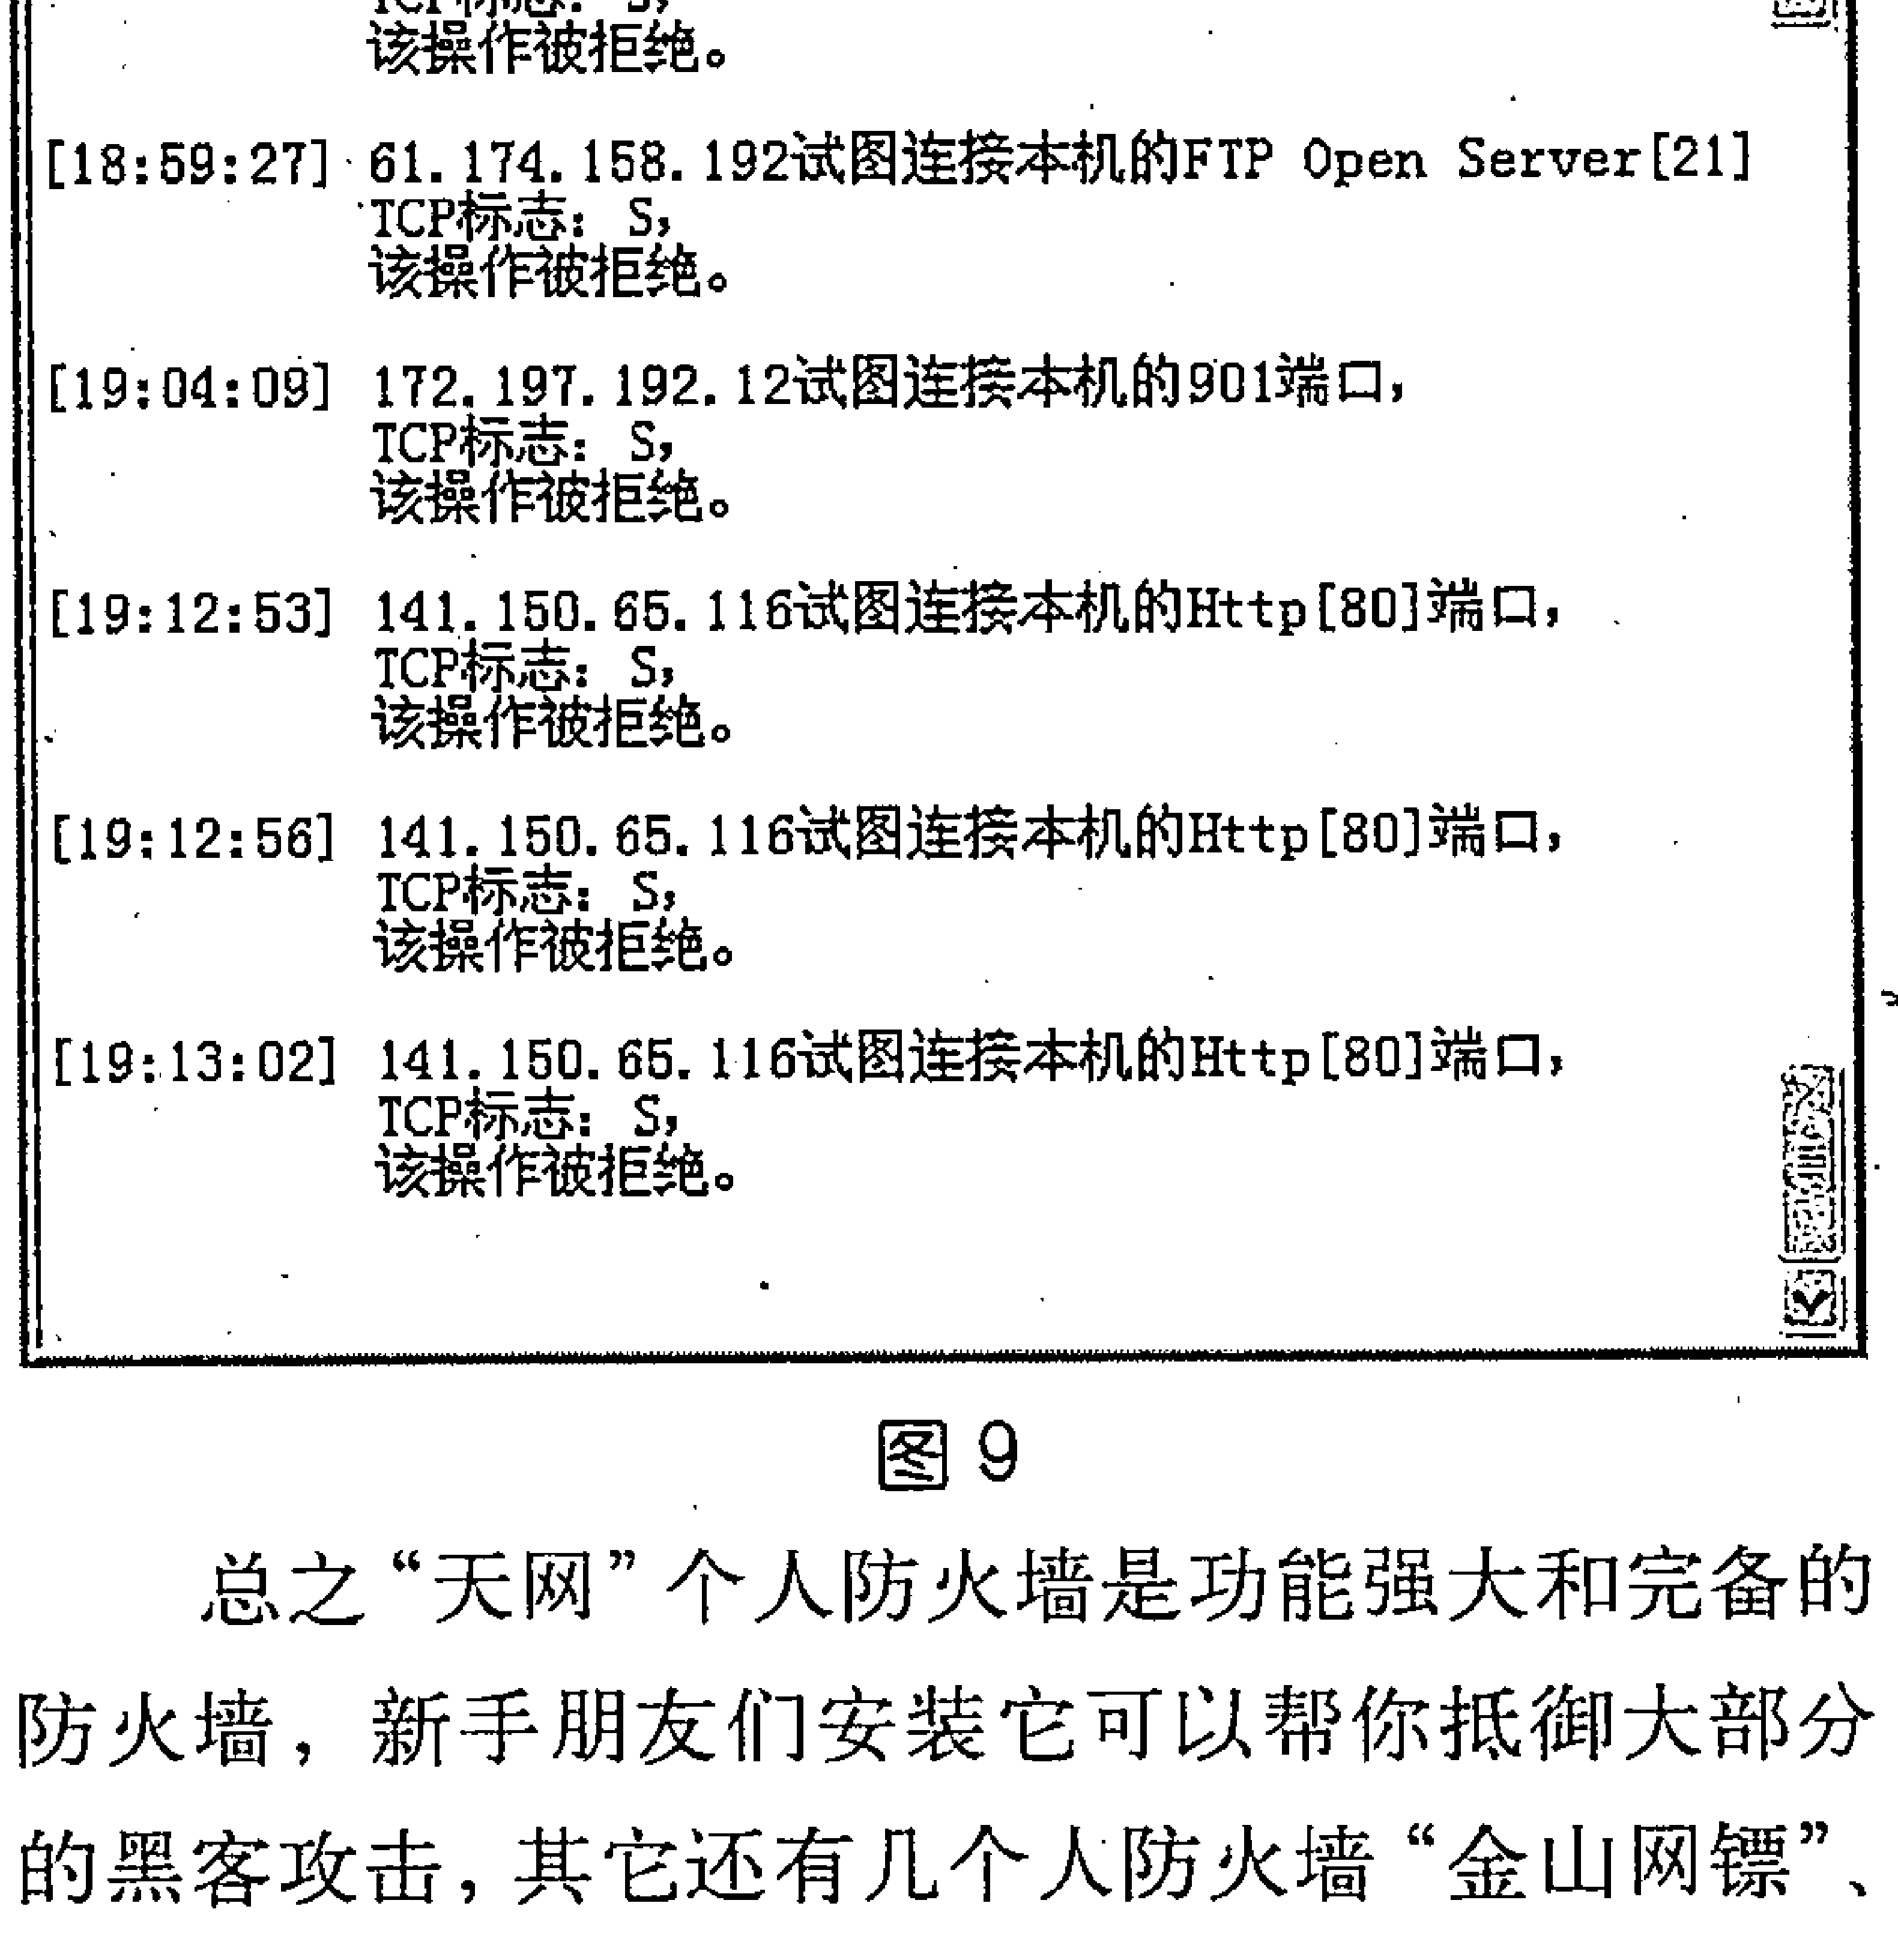 TCP标志: S,
该操作被拒绝。
[18:59:27] 61.174.158.192试图连接本机的FTP Open Server[21]
TCP标志: S,
该操作被拒绝。
[19:04:09] 172.197.192.12试图连接本机的901端口,
TCP标志: S,
该操作被拒绝。
[19:12:53] 141.150.65.116试图连接本机的Http[80]端口,
TCP标志: S,
该操作被拒绝。
[19:12:56] 141.150.65.116试图连接本机的Http[80]端口,
TCP标志: S,
该操作被拒绝。
[19:13:02] 141.150.65.116试图连接本机的Http[80]端口,
TCP标志: S,
该操作被拒绝。
图 9
总之“天网”个人防火墙是功能强大和完备的
防火墙，新手朋友们安装它可以帮你抵御大部分
的黑客攻击，其它还有几个人防火墙“金山网镖”、